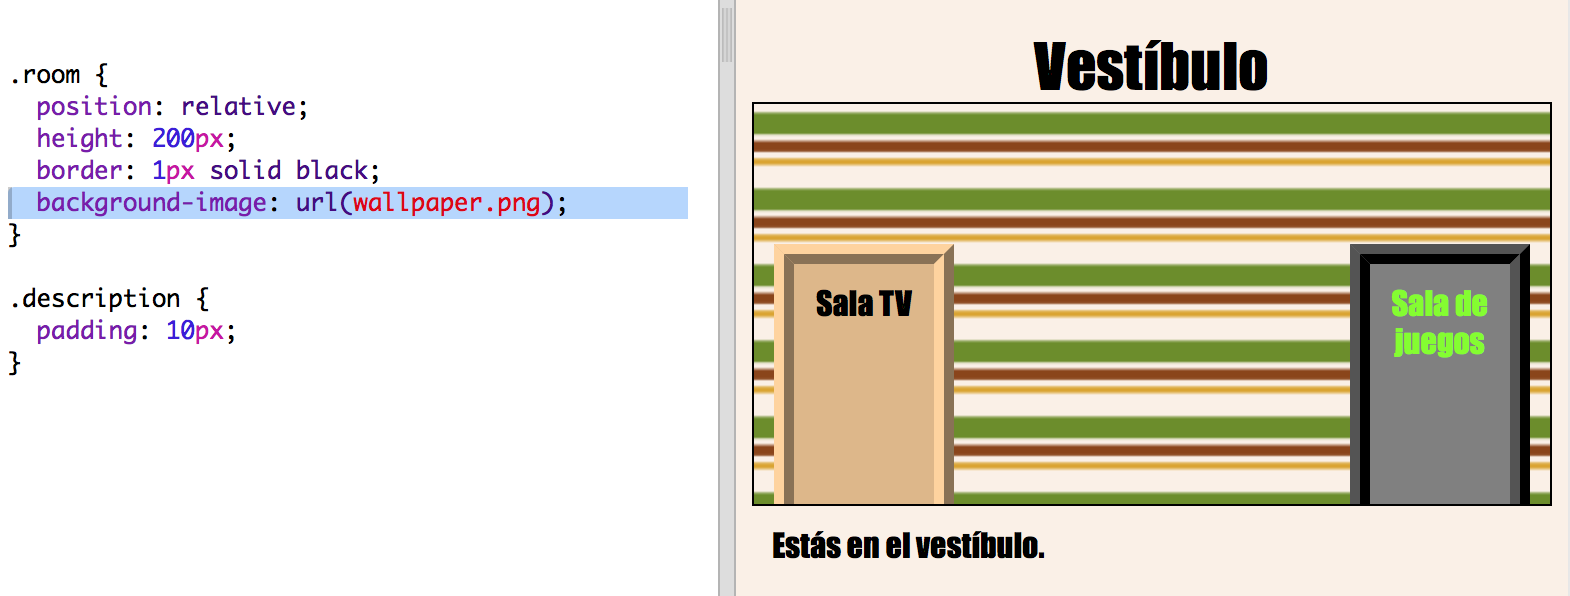 .room {
  position: relative;
  height: 200px;
  border: 1px solid black;
  background-image: url(wallpaper.png);
}
.description {
  padding: 10px;
}
Vestíbulo
Sala TV
Sala de
juegos
Estás en el vestíbulo.